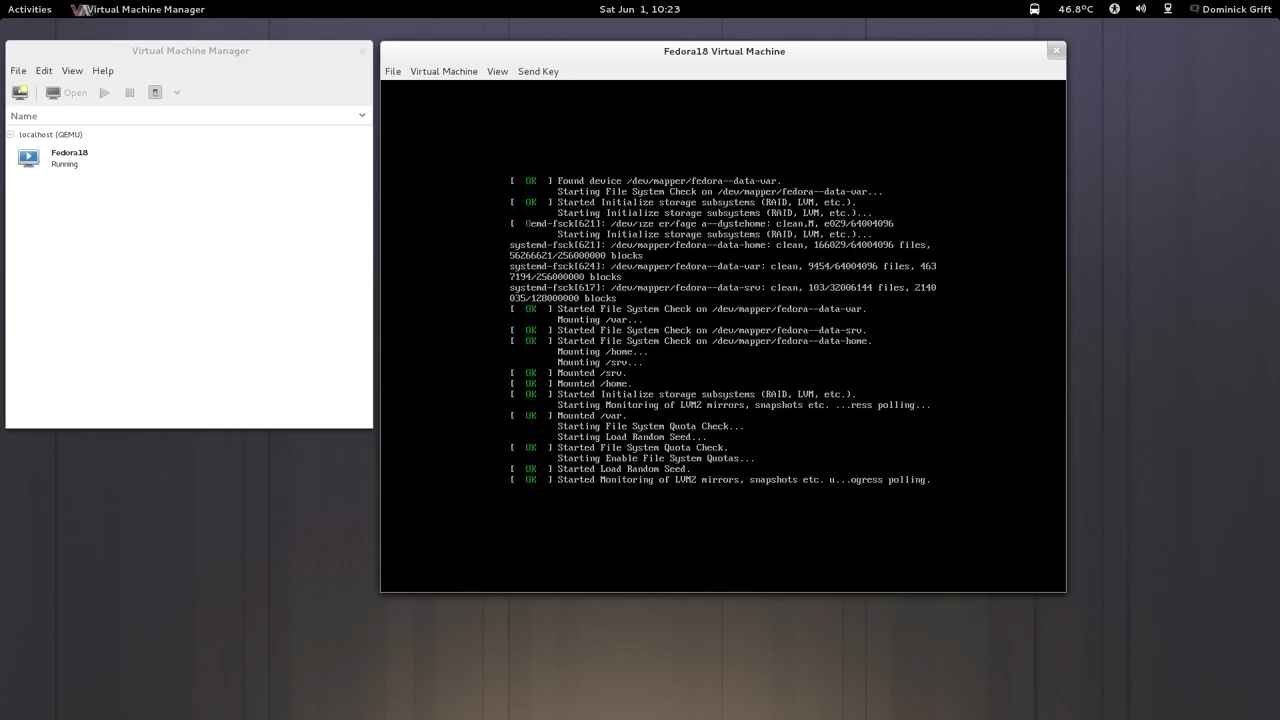 Activities Virtual Machine Manager Sat Jun 1, 10:23 46.8°C Dominick Grift
Virtual Machine Manager
File Edit View Help
Open
Name
localhost (QEMU)
Fedora18
Running
Fedora18 Virtual Machine
File Virtual Machine View Send Key
[ OK ] Found device /dev/mapper/fedora--data-var.
Starting File System Check on /dev/mapper/fedora--data-var...
[ OK ] Started Initialize storage subsystems (RAID, LVM, etc.).
Starting Initialize storage subsystems (RAID, LVM, etc.)...
[ Oemd-fsck[621]: /dev/ize er/fage a--dystehome: clean,M, e029/64004096
Starting Initialize storage subsystems (RAID, LVM, etc.)...
systemd-fsck[621]: /dev/mapper/fedora--data-home: clean, 166029/64004096 files,
56266621/256000000 blocks
systemd-fsck[624]: /dev/mapper/fedora--data-var: clean, 9454/64004096 files, 463
7194/256000000 blocks
systemd-fsck[617]: /dev/mapper/fedora--data-srv: clean, 103/32006144 files, 2140
035/128000000 blocks
[ OK ] Started File System Check on /dev/mapper/fedora--data-var.
Mounting /var...
[ OK ] Started File System Check on /dev/mapper/fedora--data-srv.
[ OK ] Started File System Check on /dev/mapper/fedora--data-home.
Mounting /home...
Mounting /srv...
[ OK ] Mounted /srv.
[ OK ] Mounted /home.
[ OK ] Started Initialize storage subsystems (RAID, LVM, etc.).
Starting Monitoring of LVM2 mirrors, snapshots etc. ...ress polling...
[ OK ] Mounted /var.
Starting File System Quota Check...
Starting Load Random Seed...
[ OK ] Started File System Quota Check.
Starting Enable File System Quotas...
[ OK ] Started Load Random Seed.
[ OK ] Started Monitoring of LVM2 mirrors, snapshots etc. u...ogress polling.